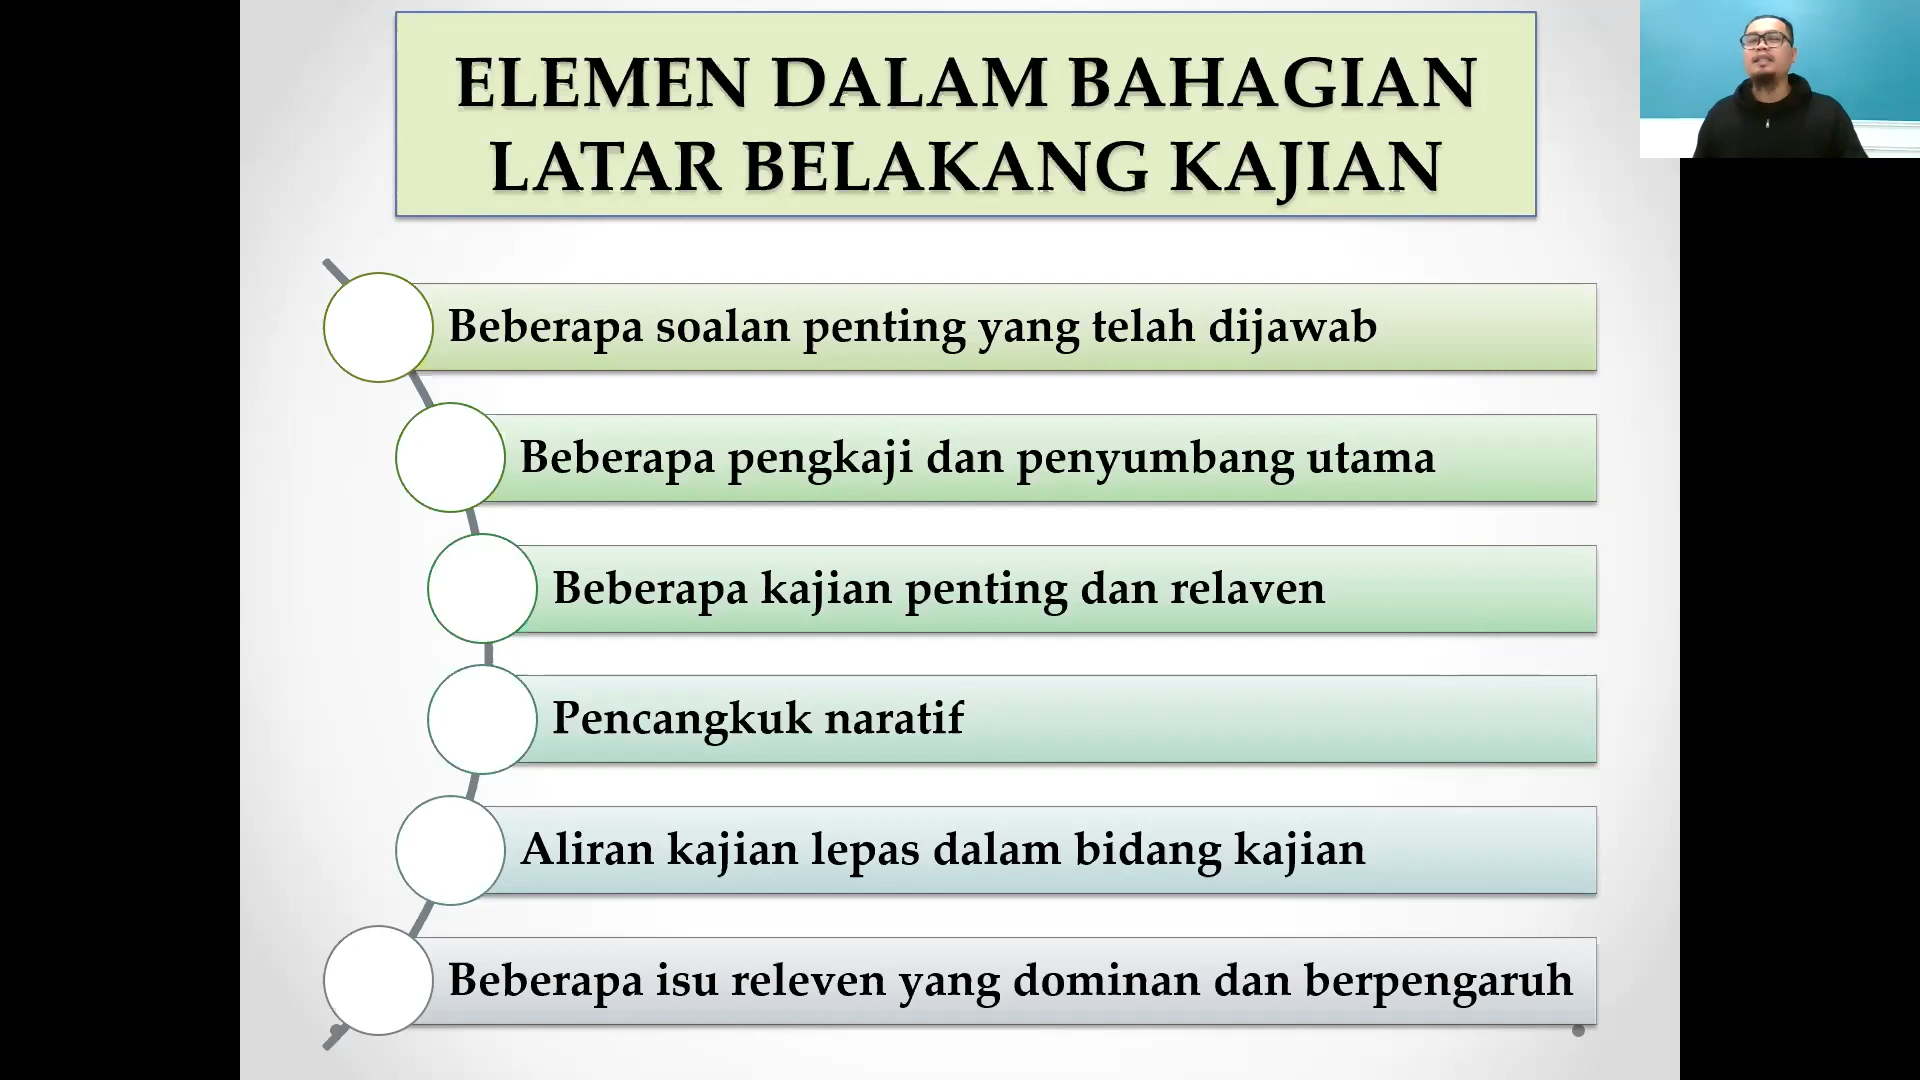 ELEMEN DALAM BAHAGIAN
LATAR BELAKANG KAJIAN
Beberapa soalan penting yang telah dijawab
Beberapa pengkaji dan penyumbang utama
Beberapa kajian penting dan relaven
Pencangkuk naratif
Aliran kajian lepas dalam bidang kajian
Beberapa isu releven yang dominan dan berpengaruh